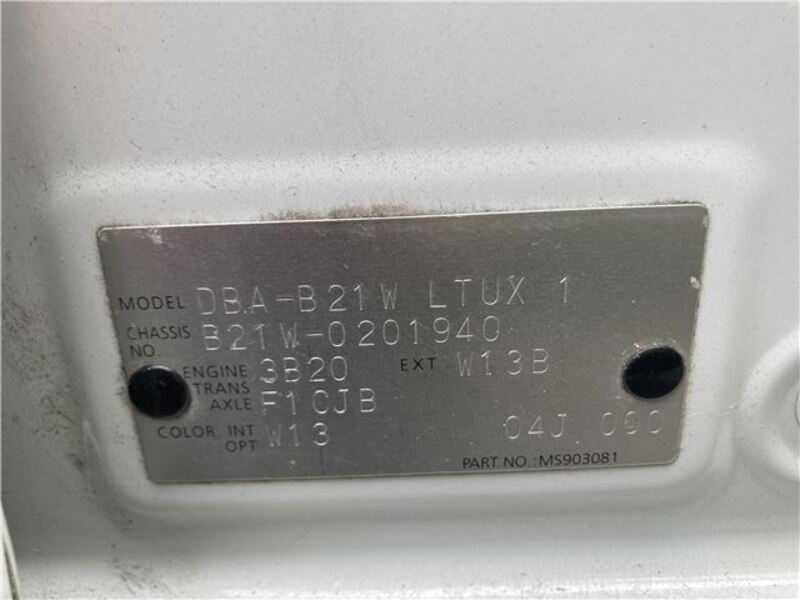 MODEL DBA-B21W LTUX 1
CHASSIS NO. B21W-0201940
ENGINE 3B20 EXT W13B
TRANS AXLE F1CJB
COLOR, INT OPT W13 04J 000
PART NO.:MS903081